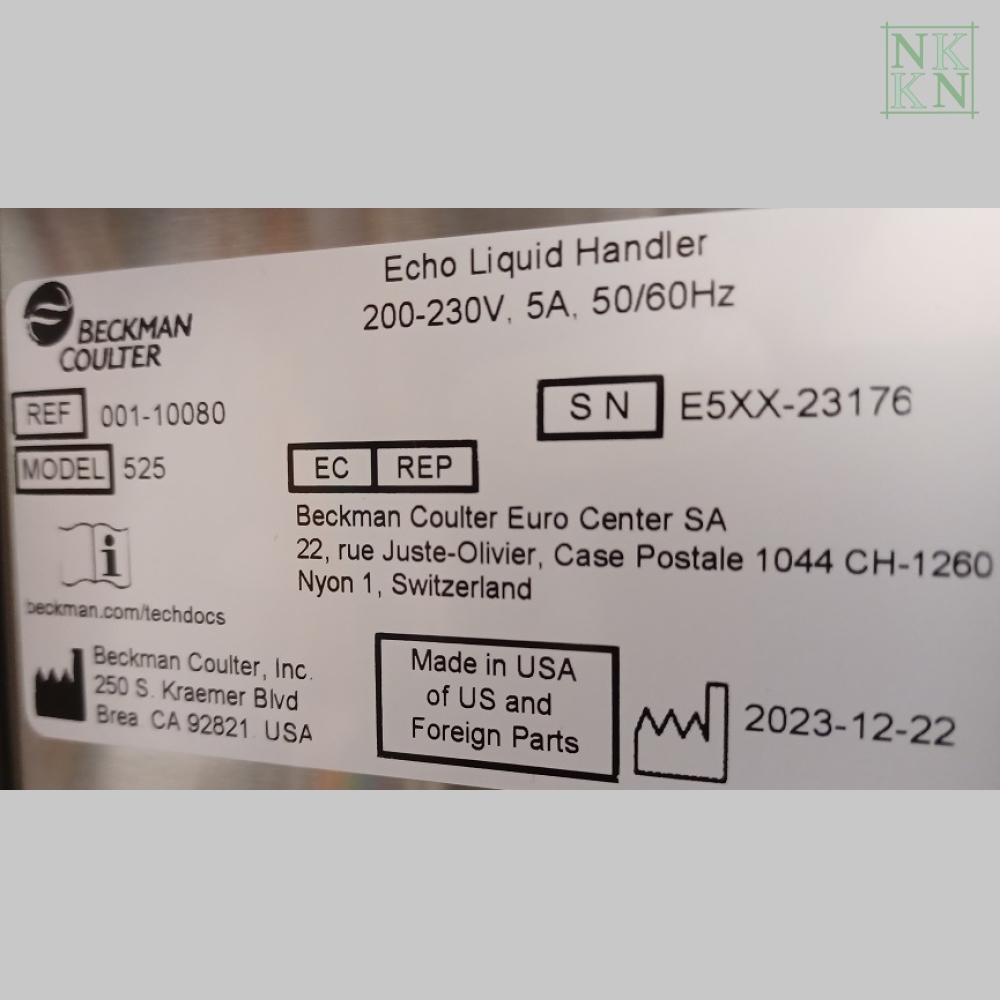 NK
KN
Echo Liquid Handler
200-230V, 5A, 50/60Hz
BECKMAN
COULTER
REF 001-10080
SN E5XX-23176
MODEL 525
EC REP
Beckman Coulter Euro Center SA
22, rue Juste-Olivier, Case Postale 1044 CH-1260
Nyon 1, Switzerland
i
beckman.com/techdocs
Beckman Coulter, Inc.
250 S. Kraemer Blvd
Brea CA 92821 USA
Made in USA
of US and
Foreign Parts
2023-12-22